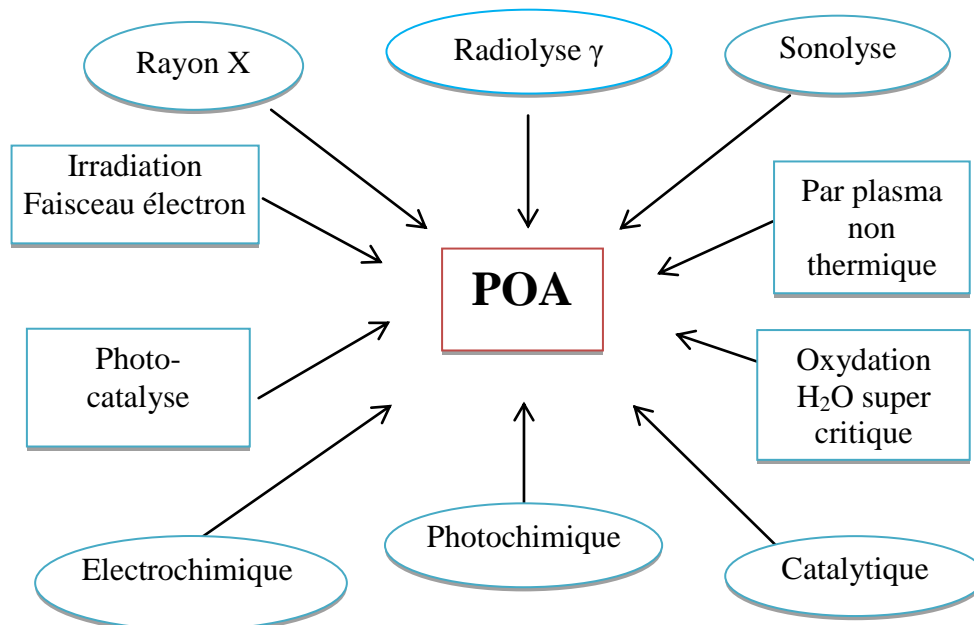 Rayon X
Radiolyse γ
Sonolyse
Irradiation
Faisceau électron
Par plasma
non
thermique
POA
Photo-
catalyse
Oxydation
H₂O super
critique
Electrochimique
Photochimique
Catalytique